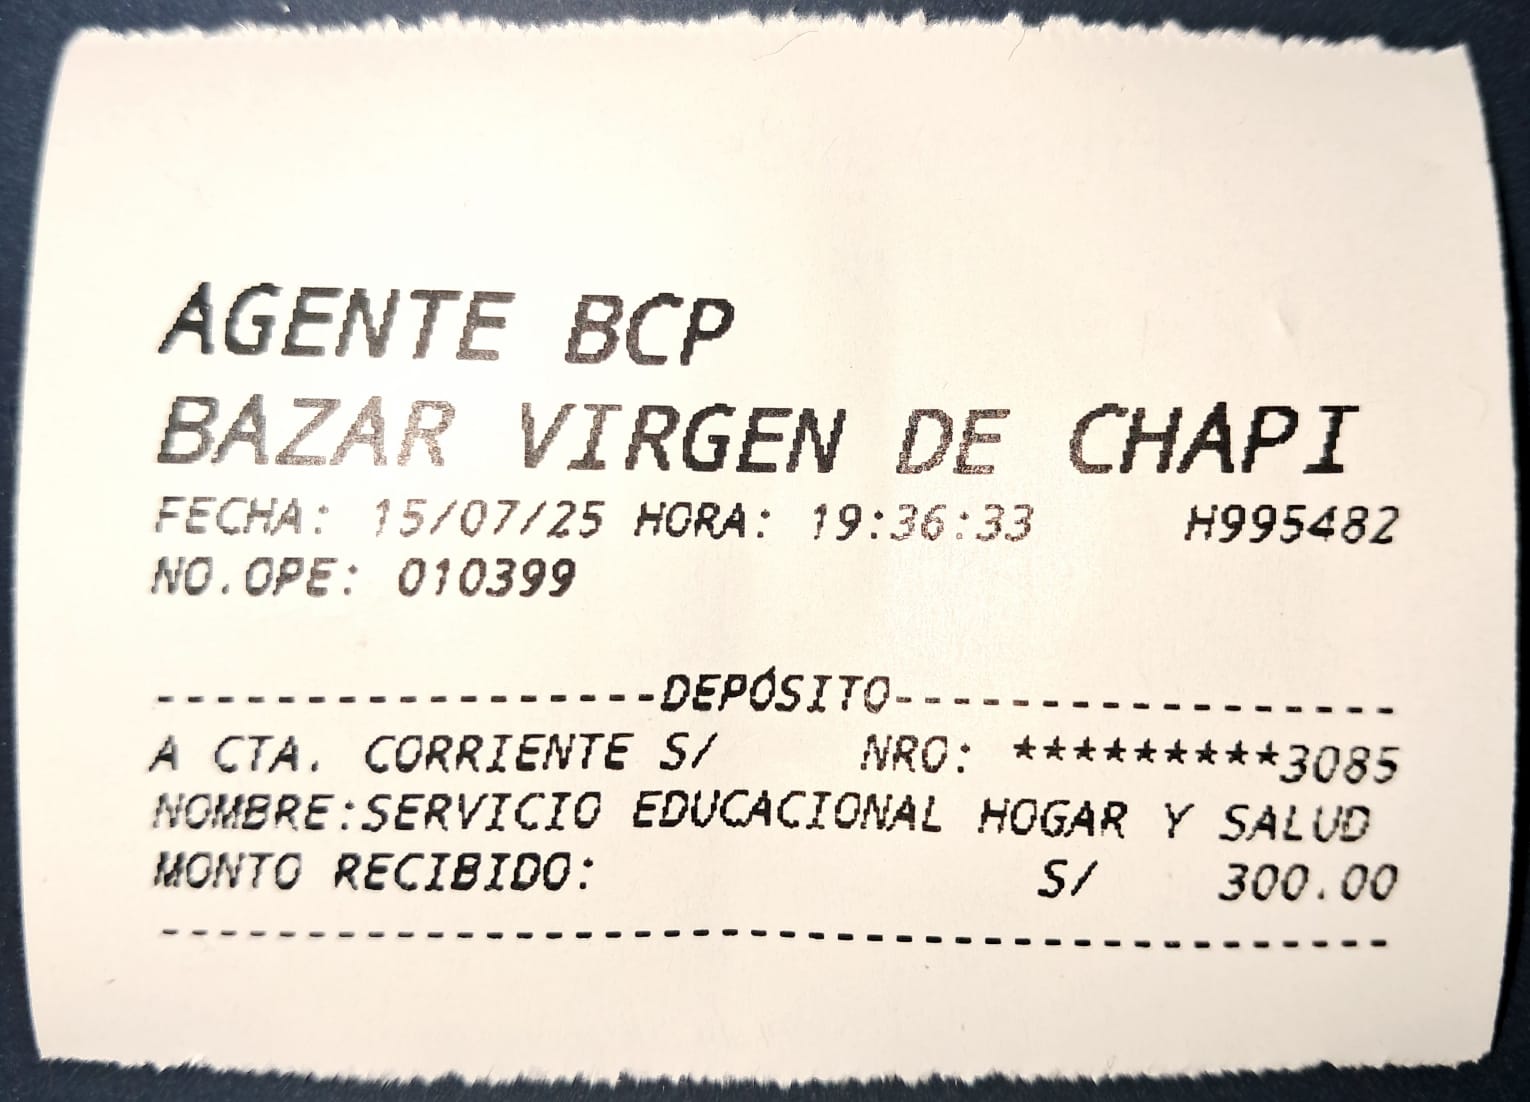 AGENTE BCP
BAZAR VIRGEN DE CHAPI
FECHA: 15/07/25 HORA: 19:36:33 H995482
NO.OPE: 010399
-----------------DEPÓSITO-----------------
A CTA. CORRIENTE S/ NRO: *********3085
NOMBRE:SERVICIO EDUCACIONAL HOGAR Y SALUD
MONTO RECIBIDO: S/ 300.00
------------------------------------------